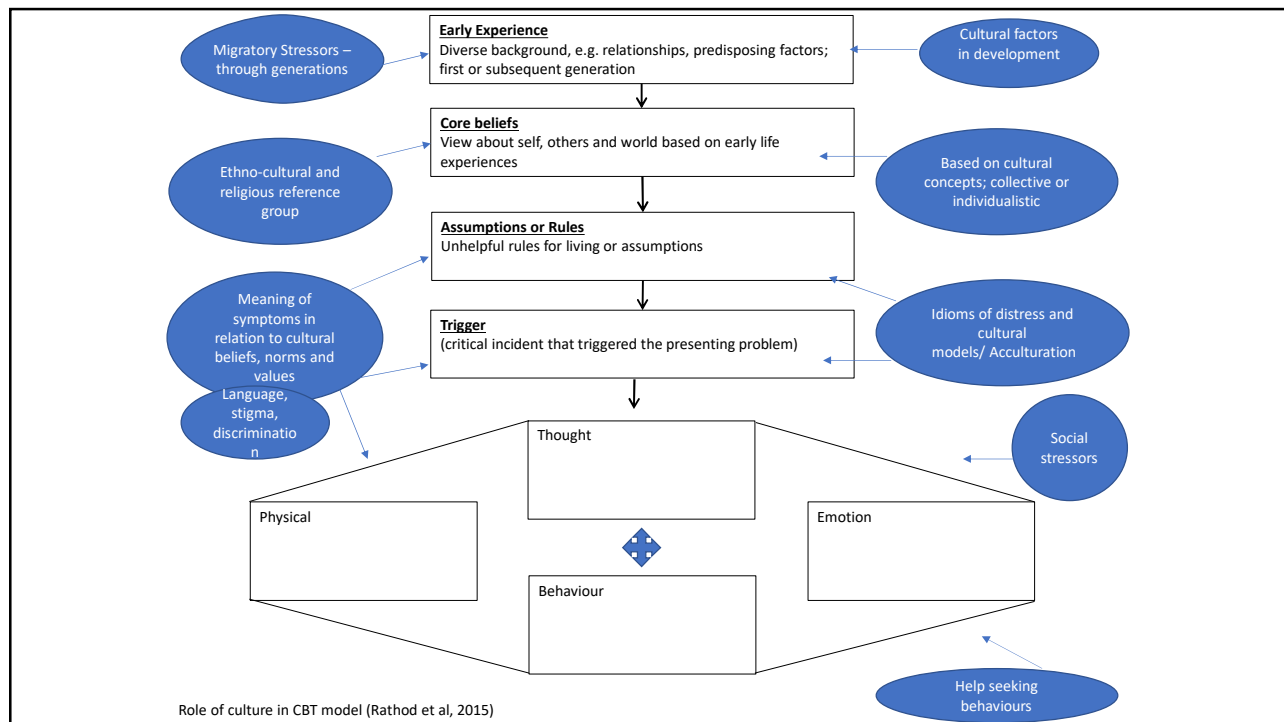 Early Experience
Diverse background, e.g. relationships, predisposing factors;
first or subsequent generation
Migratory Stressors –
through generations
Cultural factors
in development
Core beliefs
View about self, others and world based on early life
experiences
Ethno-cultural and
religious reference
group
Based on cultural
concepts; collective or
individualistic
Assumptions or Rules
Unhelpful rules for living or assumptions
Meaning of
symptoms in
relation to cultural
beliefs, norms and
values
Idioms of distress and
cultural
models/ Acculturation
Trigger
(critical incident that triggered the presenting problem)
Language,
stigma,
discriminatio
n
Social
stressors
Thought
Physical
Emotion
Behaviour
Help seeking
behaviours
Role of culture in CBT model (Rathod et al, 2015)